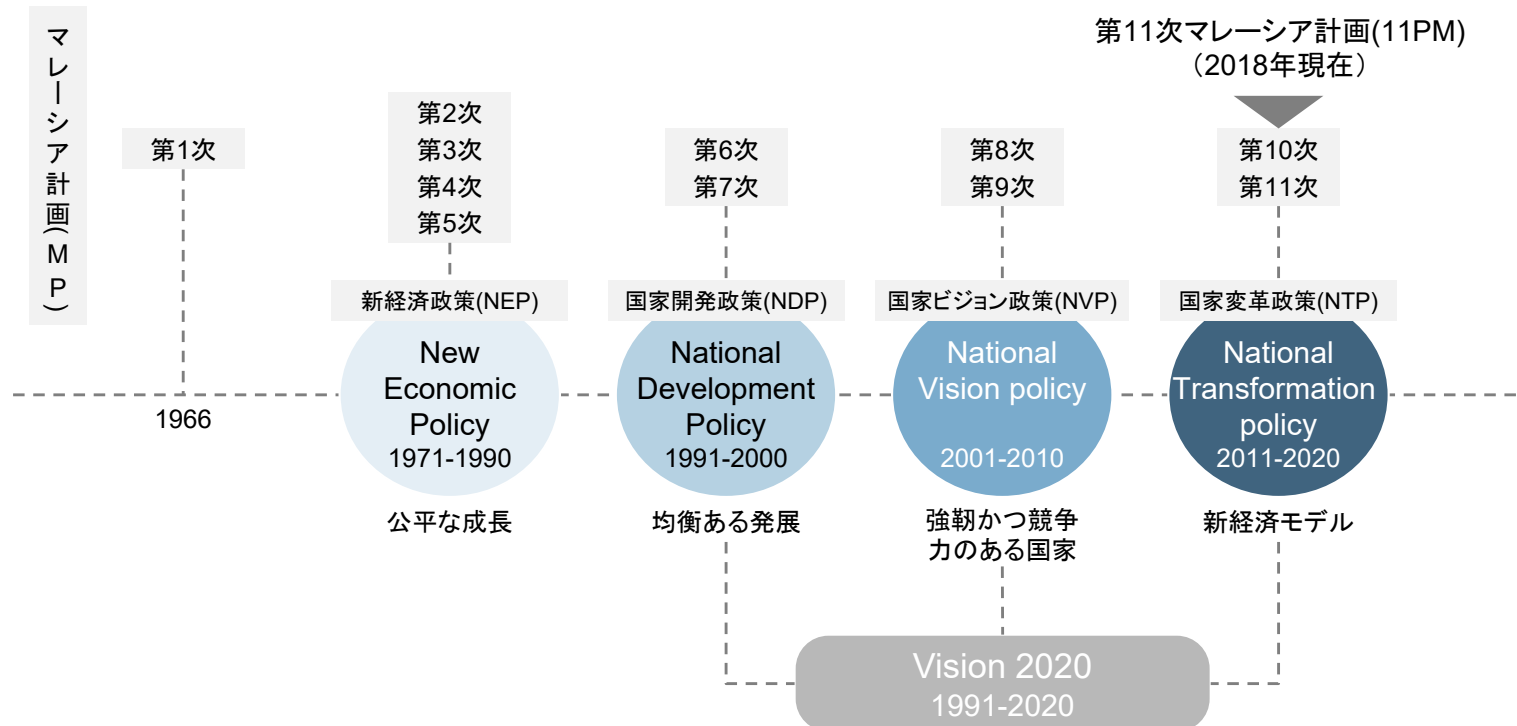 マレーシア計画(MP)
第11次マレーシア計画(11PM)
（2018年現在）
第1次
第2次
第3次
第4次
第5次
第6次
第7次
第8次
第9次
第10次
第11次
新経済政策(NEP)
国家開発政策(NDP)
国家ビジョン政策(NVP)
国家変革政策(NTP)
1966
New
Economic
Policy
1971-1990
National
Development
Policy
1991-2000
National
Vision policy
2001-2010
National
Transformation
policy
2011-2020
公平な成長
均衡ある発展
強靭かつ競争
力のある国家
新経済モデル
Vision 2020
1991-2020